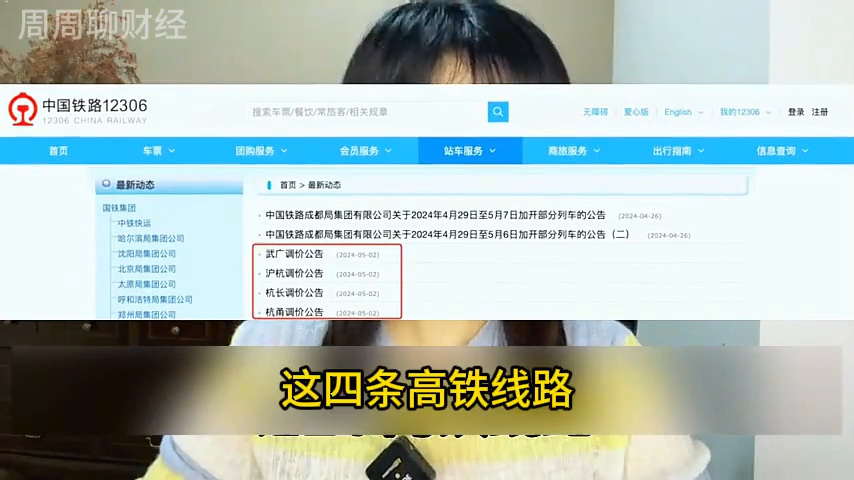 周周聊财经
中国铁路12306
12306 CHINA RAILWAY
搜索车票/餐饮/常旅客/相关规章
无障碍 爱心版 English 我的12306 登录 注册
首页 车票 团购服务 会员服务 站车服务 商旅服务 出行指南 信息查询
最新动态
首页 > 最新动态
国铁集团
中铁快运
哈尔滨局集团公司
沈阳局集团公司
北京局集团公司
太原局集团公司
呼和浩特局集团公司
郑州局集团公司
中国铁路成都局集团有限公司关于2024年4月29日至5月7日加开部分列车的公告 (2024-04-26)
中国铁路成都局集团有限公司关于2024年4月29日至5月6日加开部分列车的公告（二） (2024-04-26)
武广调价公告 (2024-05-02)
沪杭调价公告 (2024-05-02)
杭长调价公告 (2024-05-02)
杭甬调价公告 (2024-05-02)
这四条高铁线路